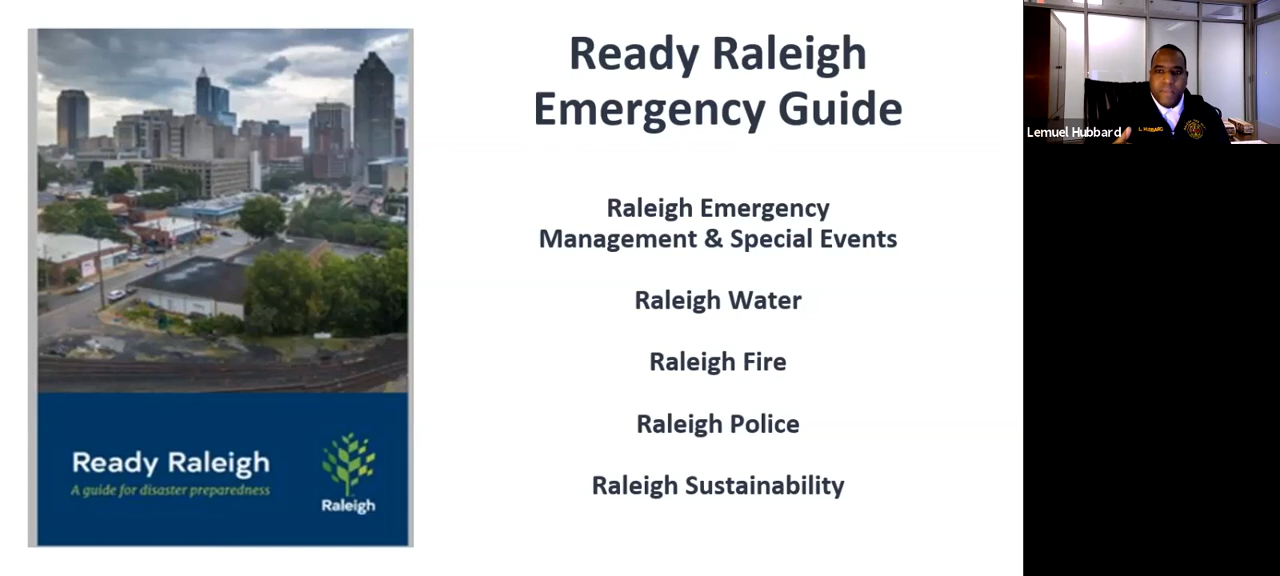 Ready Raleigh
Emergency Guide
Raleigh Emergency
Management & Special Events
Raleigh Water
Raleigh Fire
Raleigh Police
Raleigh Sustainability
Ready Raleigh
A guide for disaster preparedness
Raleigh
Lemuel Hubbard
L. HUBBARD